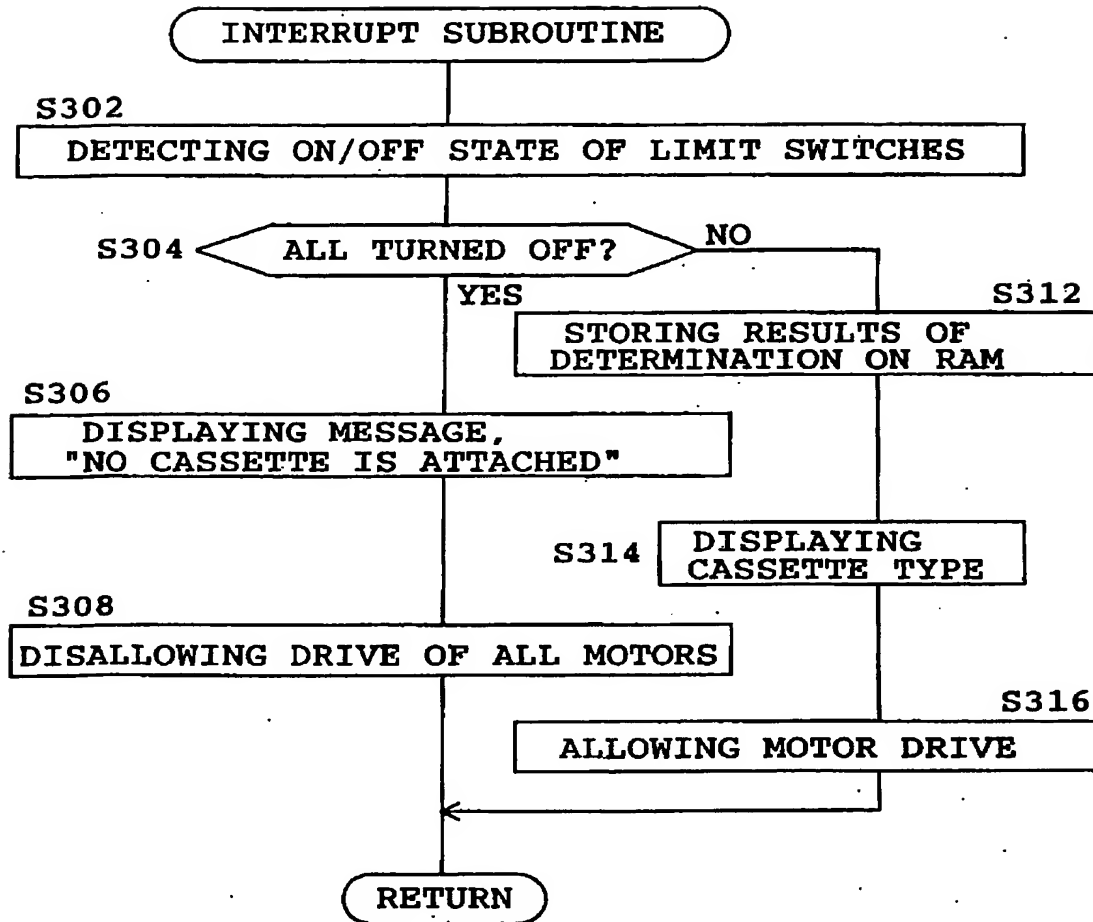 INTERRUPT SUBROUTINE
S302
DETECTING ON/OFF STATE OF LIMIT SWITCHES
S304
ALL TURNED OFF?
NO
YES
S312
STORING RESULTS OF
DETERMINATION ON RAM
S306
DISPLAYING MESSAGE,
"NO CASSETTE IS ATTACHED"
S314
DISPLAYING
CASSETTE TYPE
S308
DISALLOWING DRIVE OF ALL MOTORS
S316
ALLOWING MOTOR DRIVE
RETURN